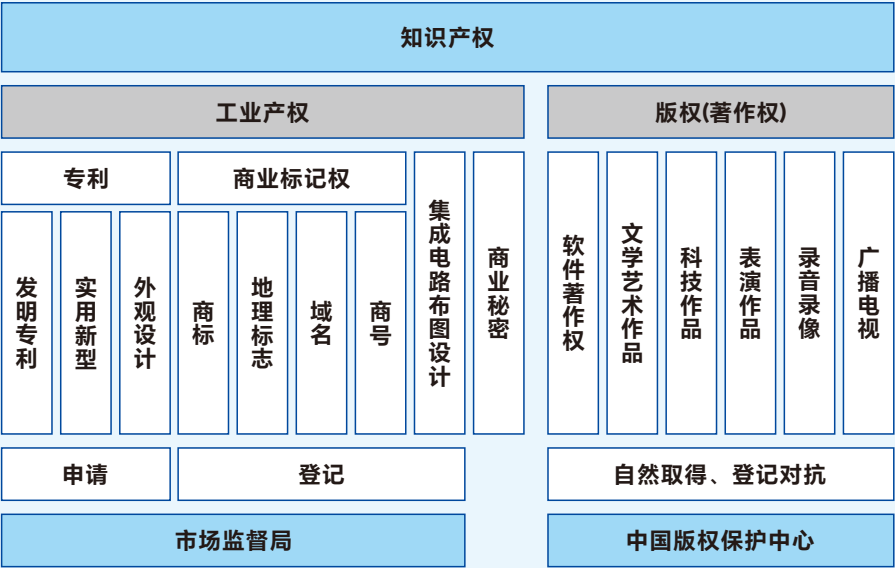 知识产权
工业产权
版权(著作权)
专利
商业标记权
发明专利
实用新型
外观设计
商标
地理标志
域名
商号
集成电路布图设计
商业秘密
软件著作权
文学艺术作品
科技作品
表演作品
录音录像
广播电视
申请
登记
自然取得、登记对抗
市场监督局
中国版权保护中心